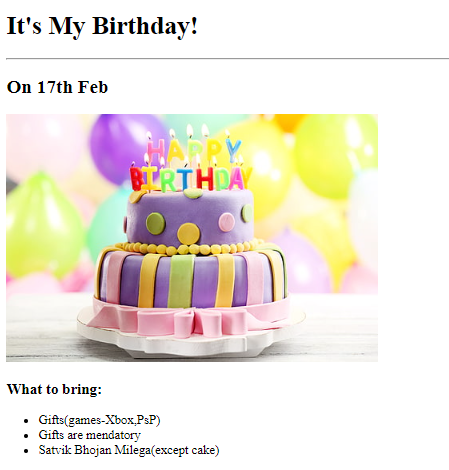 It's My Birthday!
On 17th Feb
HAPPY
BIRTHDAY
What to bring:
Gifts(games-Xbox,PsP)
Gifts are mendatory
Satvik Bhojan Milega(except cake)